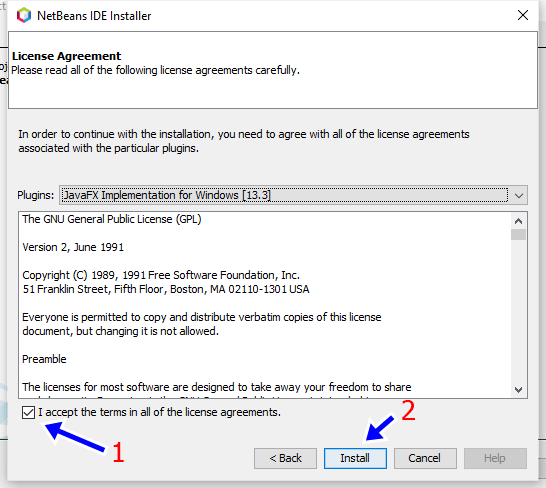 NetBeans IDE Installer
License Agreement
Please read all of the following license agreements carefully.
In order to continue with the installation, you need to agree with all of the license agreements
associated with the particular plugins.
Plugins: JavaFX Implementation for Windows [13.3]
The GNU General Public License (GPL)
Version 2, June 1991
Copyright (C) 1989, 1991 Free Software Foundation, Inc.
51 Franklin Street, Fifth Floor, Boston, MA 02110-1301 USA
Everyone is permitted to copy and distribute verbatim copies of this license
document, but changing it is not allowed.
Preamble
The licenses for most software are designed to take away your freedom to share
I accept the terms in all of the license agreements.
2
1
< Back Install Cancel Help